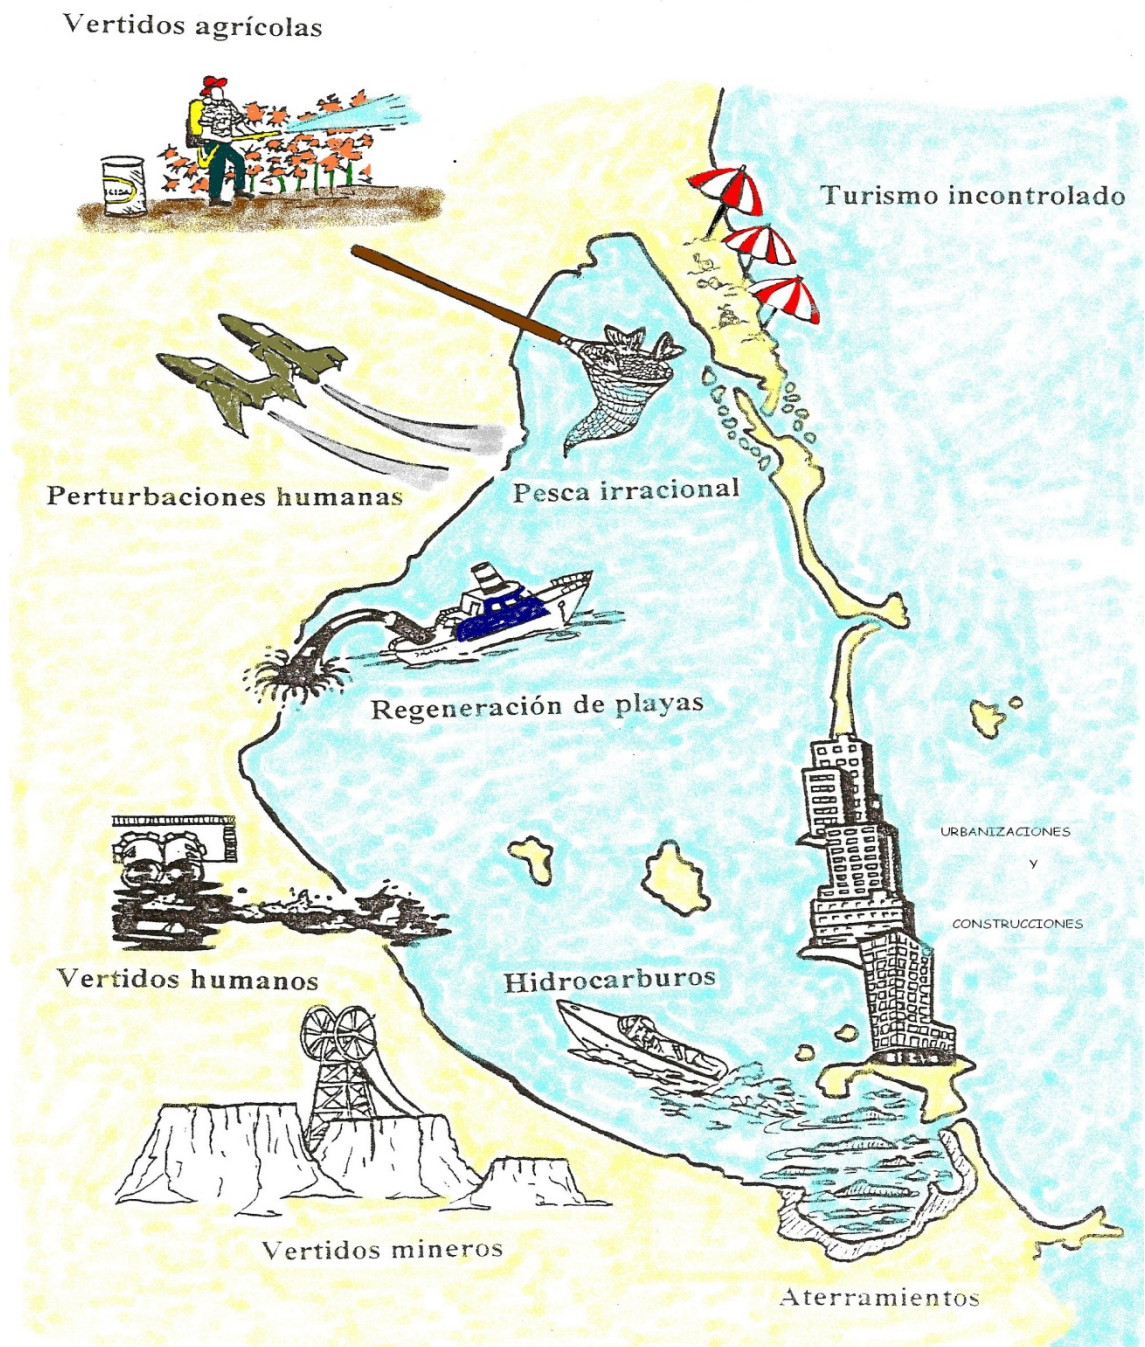 Vertidos agrícolas
Turismo incontrolado
Perturbaciones humanas
Pesca irracional
Regeneración de playas
URBANIZACIONES
Y
CONSTRUCCIONES
Vertidos humanos
Hidrocarburos
Vertidos mineros
Aterramientos